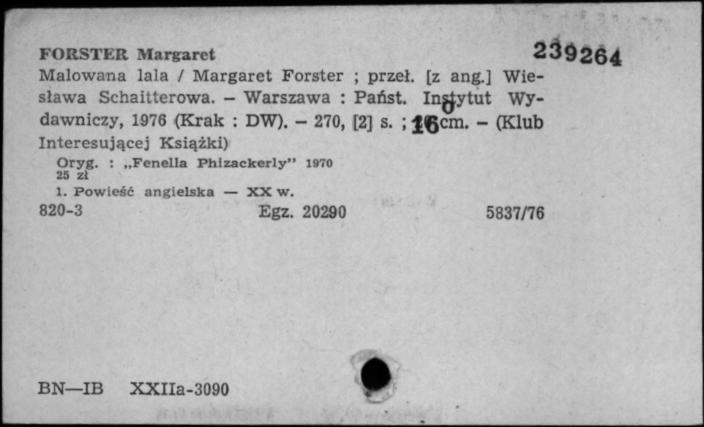 FORSTER Margaret
239264
Malowana lala / Margaret Forster ; przeł. [z ang.] Wie-
sława Schaitterowa. – Warszawa : Państ. Instytut Wy-
dawniczy, 1976 (Krak : DW). – 270, [2] s. ; cm. – (Klub
Interesującej Książki)
Oryg. : „Fenella Phizackerly” 1970
25 zł
1. Powieść angielska — XX w.
820-3 Egz. 20290 5837/76
BN—IB XXIIa-3090